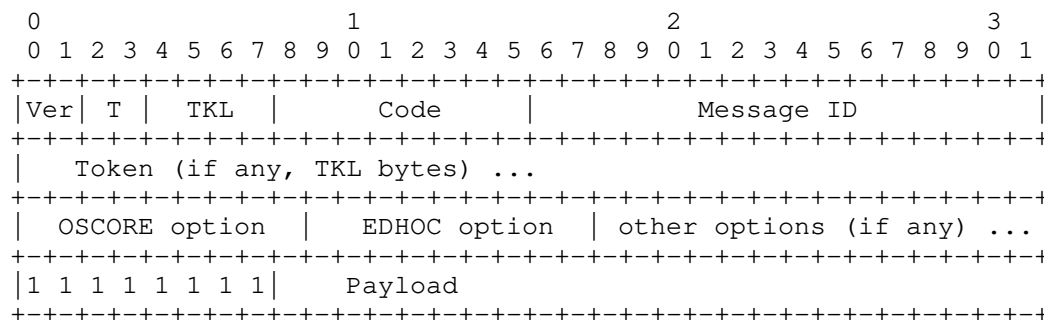 0                   1                   2                   3
 0 1 2 3 4 5 6 7 8 9 0 1 2 3 4 5 6 7 8 9 0 1 2 3 4 5 6 7 8 9 0 1
+-+-+-+-+-+-+-+-+-+-+-+-+-+-+-+-+-+-+-+-+-+-+-+-+-+-+-+-+-+-+-+-+
|Ver| T |  TKL  |      Code     |          Message ID           |
+-+-+-+-+-+-+-+-+-+-+-+-+-+-+-+-+-+-+-+-+-+-+-+-+-+-+-+-+-+-+-+-+
|   Token (if any, TKL bytes) ...
+-+-+-+-+-+-+-+-+-+-+-+-+-+-+-+-+-+-+-+-+-+-+-+-+-+-+-+-+-+-+-+-+
|  OSCORE option  |   EDHOC option  | other options (if any) ...
+-+-+-+-+-+-+-+-+-+-+-+-+-+-+-+-+-+-+-+-+-+-+-+-+-+-+-+-+-+-+-+-+
|1 1 1 1 1 1 1 1|    Payload
+-+-+-+-+-+-+-+-+-+-+-+-+-+-+-+-+-+-+-+-+-+-+-+-+-+-+-+-+-+-+-+-+